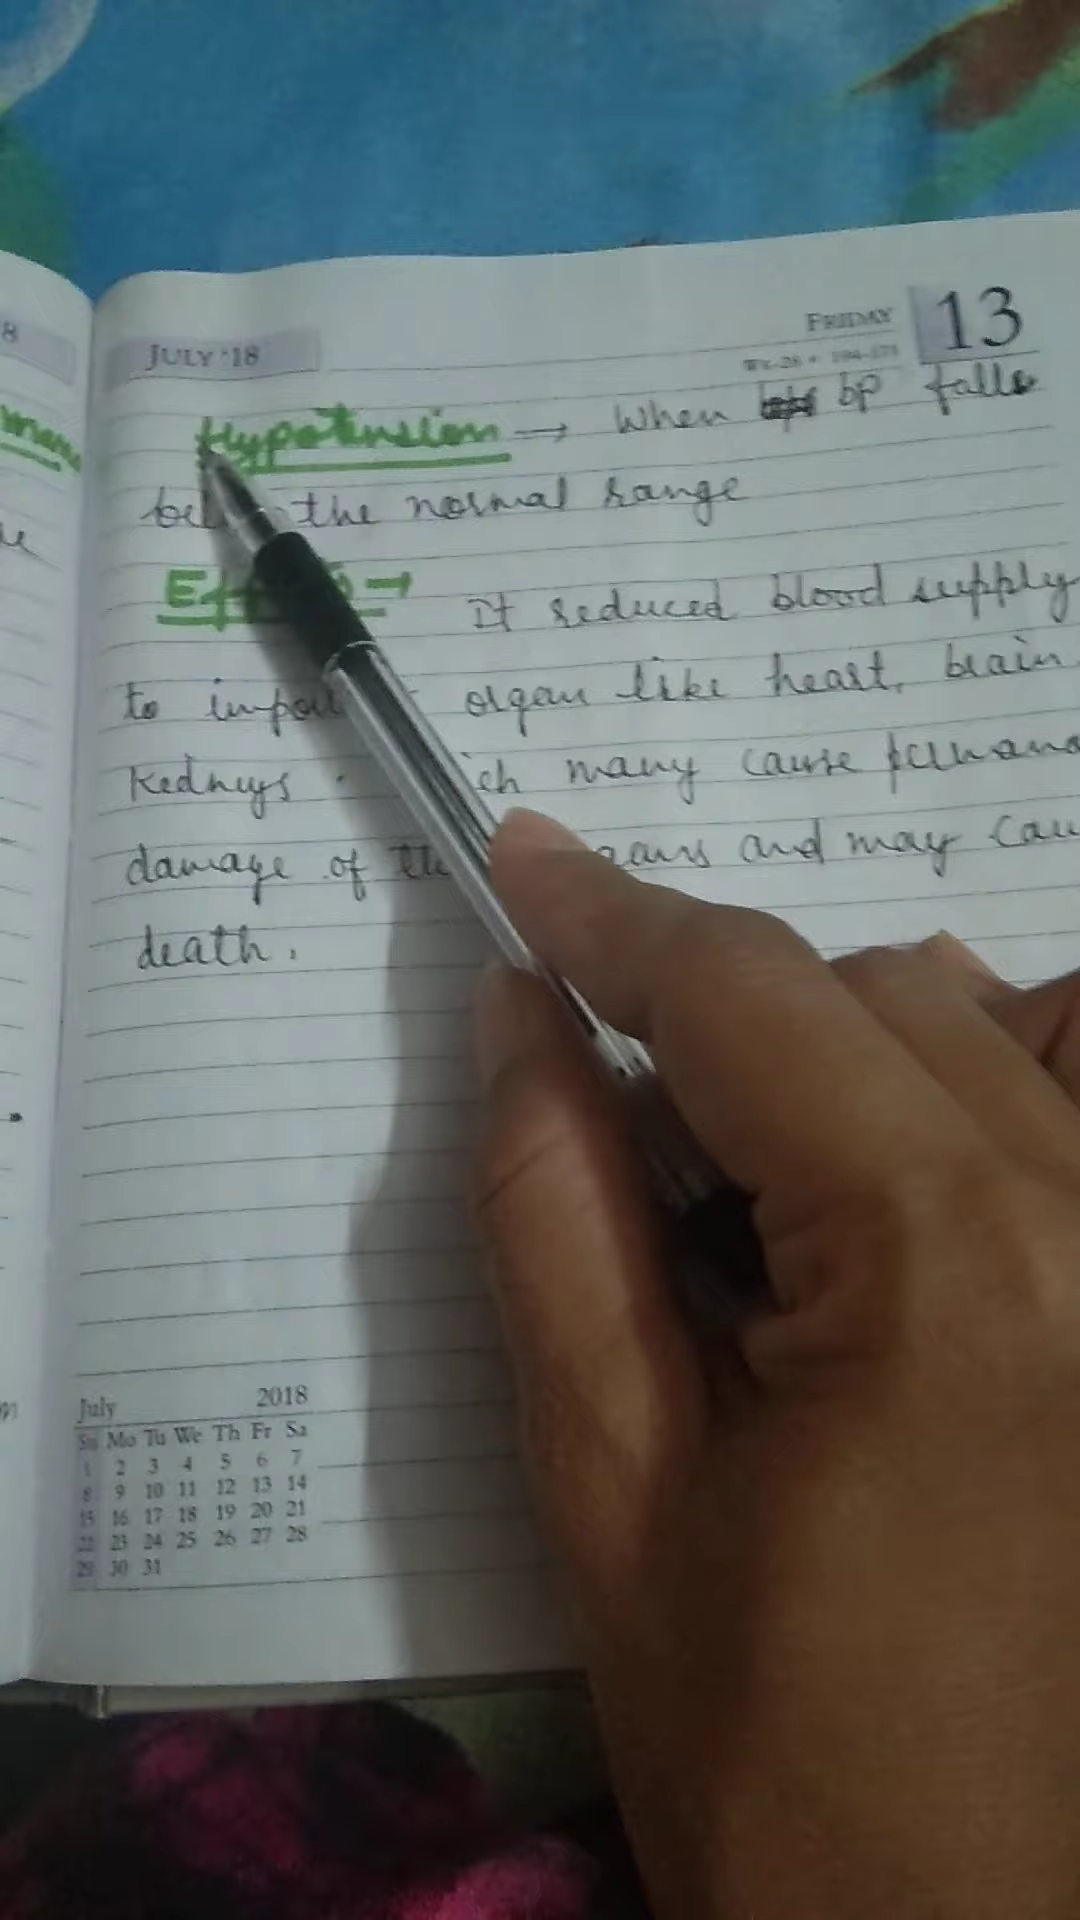 8
JULY '18
FRIDAY
13
Hypotension → When bp falls
the normal range
It reduced blood supply
to organ like heart, brain
Kednuys many cause
damage of and may
death.
July 2018
Su Mo Tu We Th Fr Sa
1 2 3 4 5 6 7
8 9 10 11 12 13 14
15 16 17 18 19 20 21
22 23 24 25 26 27 28
29 30 31